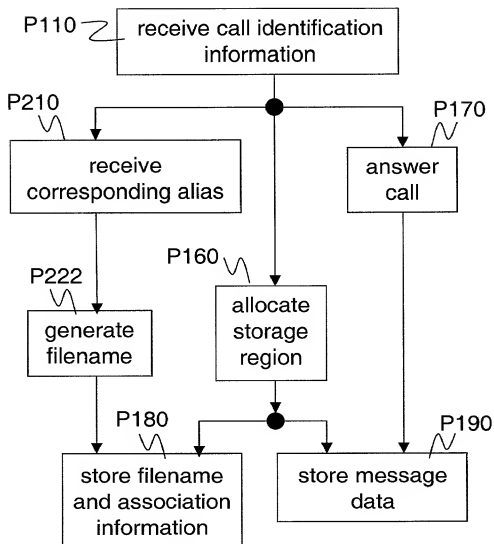 P110
receive call identification
information
P210
receive
corresponding alias
P170
answer
call
P160
allocate
storage
region
P222
generate
filename
P180
store filename
and association
information
P190
store message
data